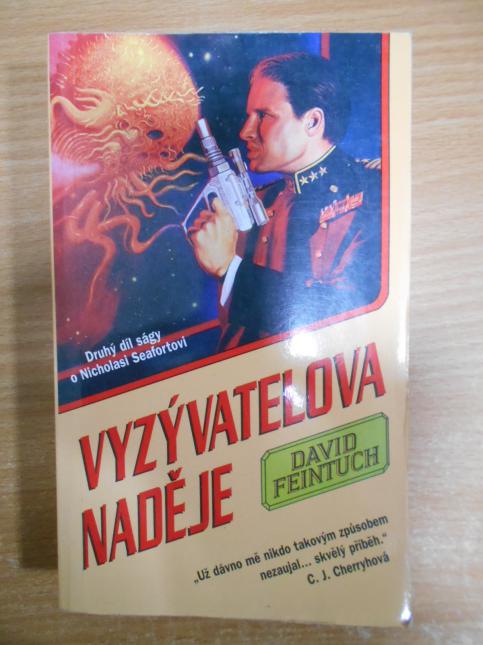 Druhý díl ságy
o Nicholasi Seafortovi
VYZÝVATELOVA
NADĚJE
DAVID
FEINTUCH
„Už dávno mě nikdo takovým způsobem
nezaujal... skvělý příběh.“
C. J. Cherryhová